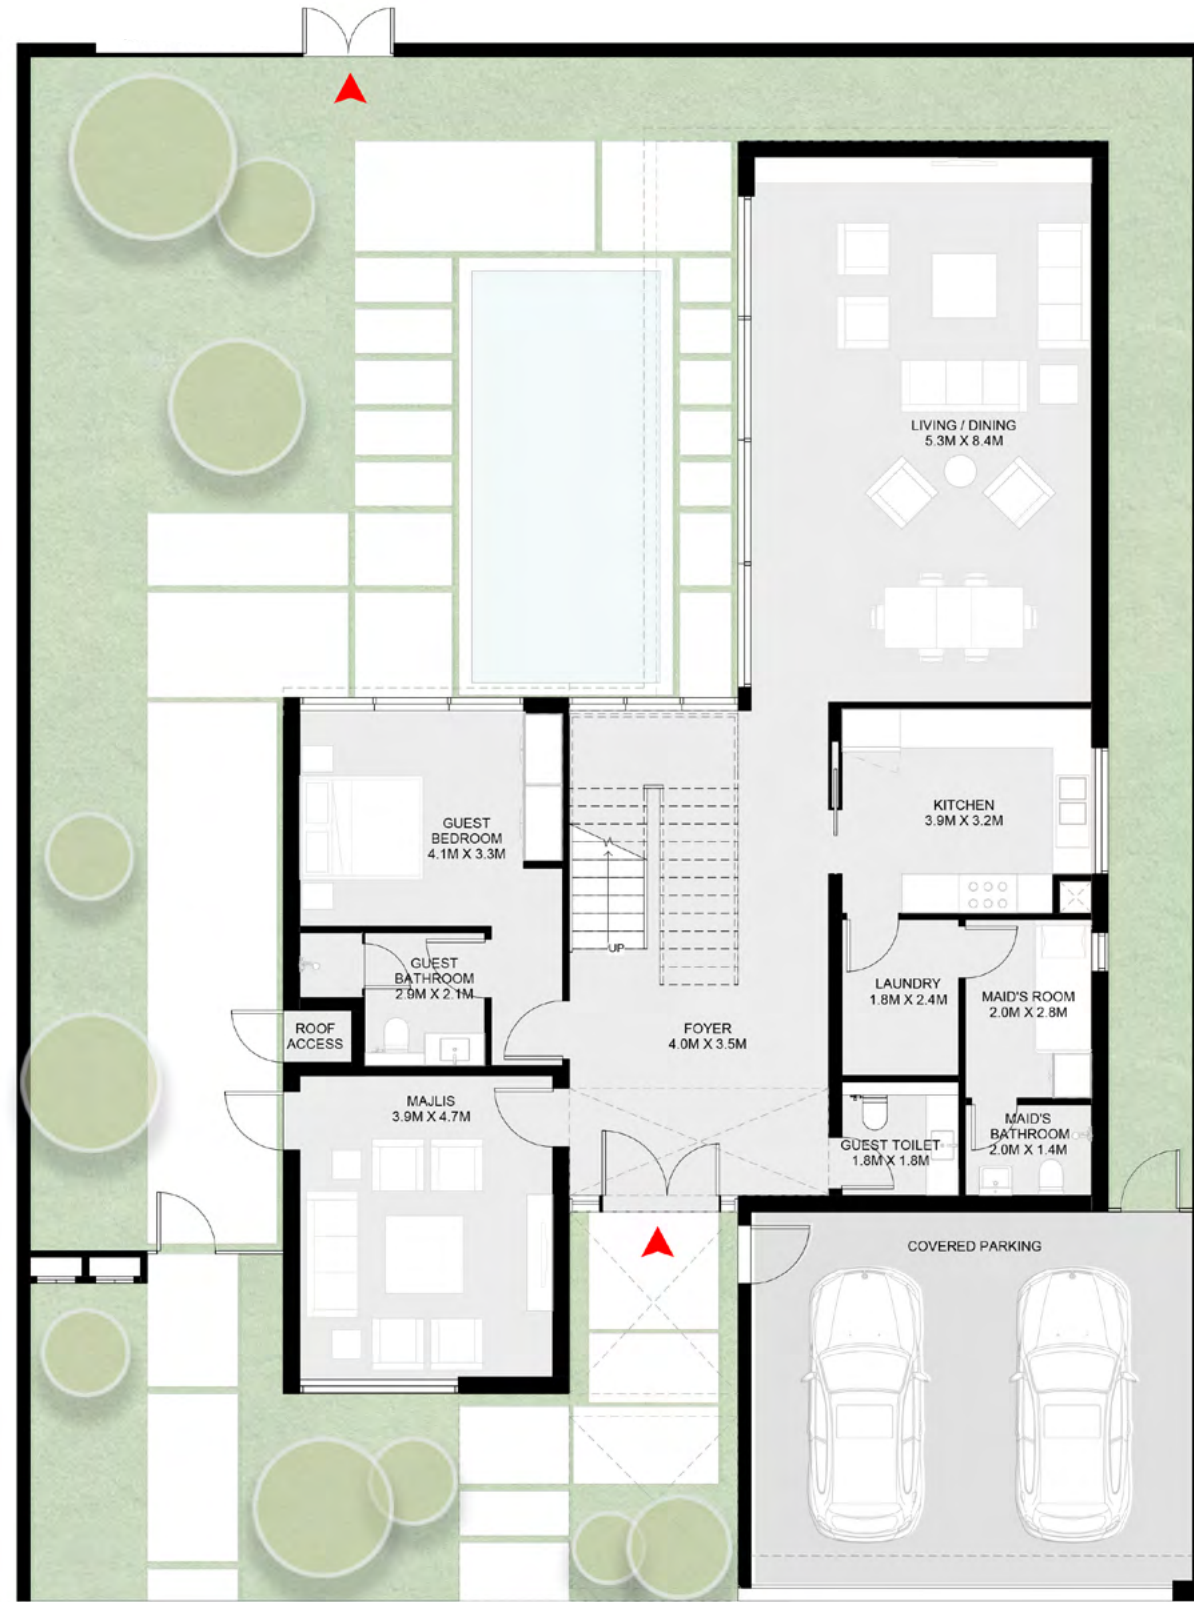 LIVING / DINING
5.3M X 8.4M
KITCHEN
3.9M X 3.2M
GUEST
BEDROOM
4.1M X 3.3M
UP
GUEST
BATHROOM
2.9M X 2.1M
LAUNDRY
1.8M X 2.4M
MAID'S ROOM
2.0M X 2.8M
ROOF
ACCESS
FOYER
4.0M X 3.5M
MAJLIS
3.9M X 4.7M
GUEST TOILET
1.8M X 1.8M
MAID'S
BATHROOM
2.0M X 1.4M
COVERED PARKING